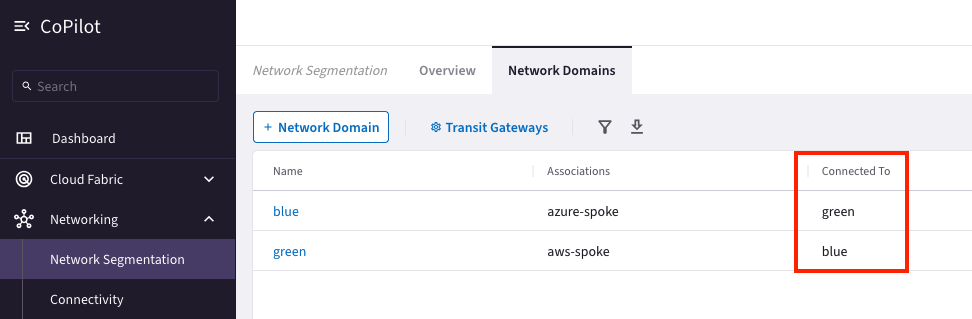 CoPilot
Search
Dashboard
Cloud Fabric
Networking
Network Segmentation
Connectivity
Network Segmentation Overview Network Domains
+ Network Domain Transit Gateways
Name Associations Connected To
blue azure-spoke green
green aws-spoke blue